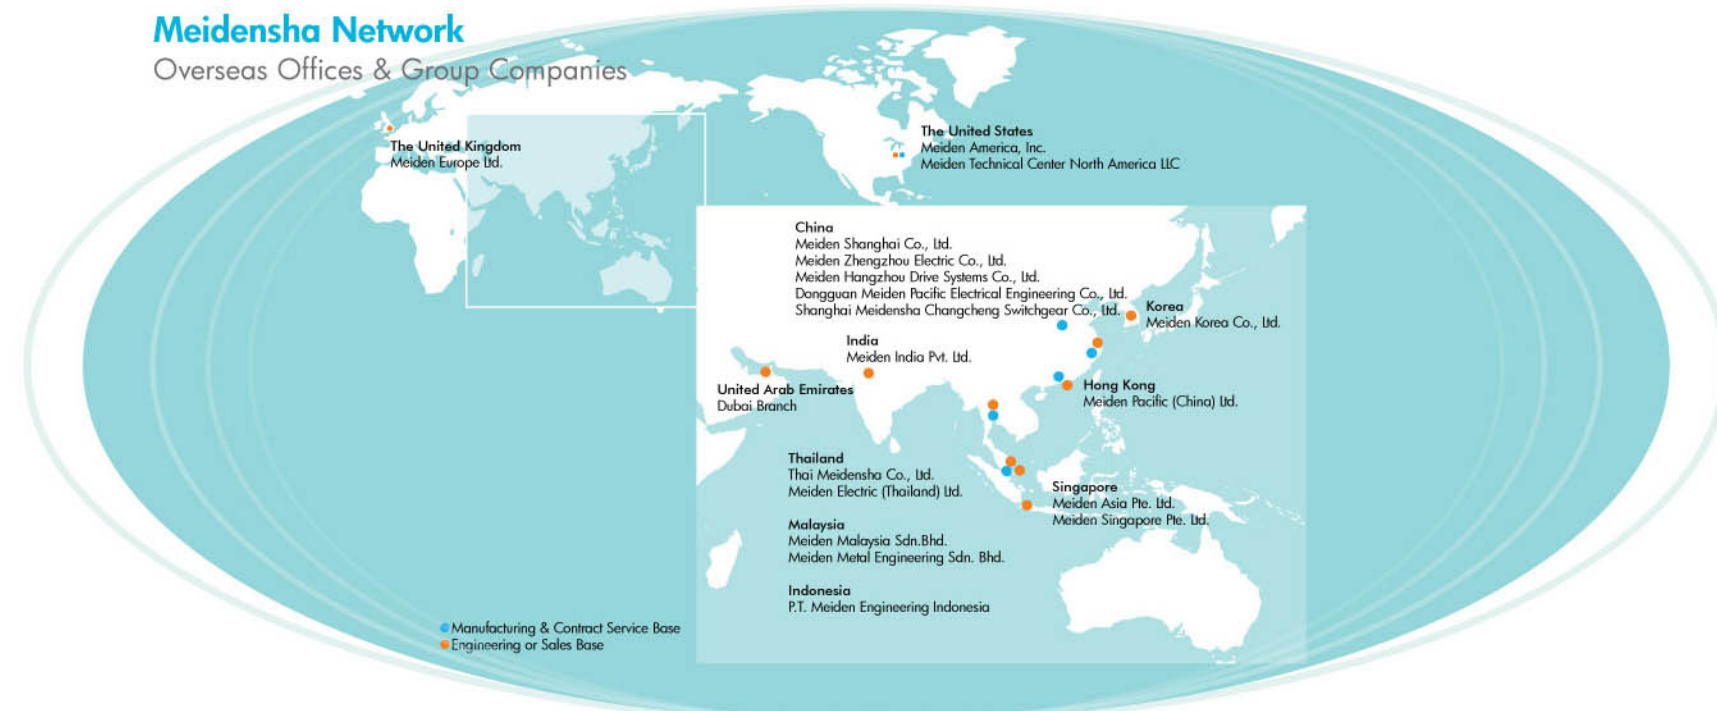 Meidensha Network
Overseas Offices & Group Companies
The United Kingdom
Meiden Europe Ltd.
The United States
Meiden America, Inc.
Meiden Technical Center North America LLC
China
Meiden Shanghai Co., Ltd.
Meiden Zhengzhou Electric Co., Ltd.
Meiden Hangzhou Drive Systems Co., Ltd.
Dongguan Meiden Pacific Electrical Engineering Co., Ltd.
Shanghai Meidensha Changcheng Switchgear Co., Ltd.
Korea
Meiden Korea Co., Ltd.
India
Meiden India Pvt. Ltd.
United Arab Emirates
Dubai Branch
Hong Kong
Meiden Pacific (China) Ltd.
Thailand
Thai Meidensha Co., Ltd.
Meiden Electric (Thailand) Ltd.
Singapore
Meiden Asia Pte. Ltd.
Meiden Singapore Pte. Ltd.
Malaysia
Meiden Malaysia Sdn.Bhd.
Meiden Metal Engineering Sdn. Bhd.
Indonesia
P.T. Meiden Engineering Indonesia
Manufacturing & Contract Service Base
Engineering or Sales Base